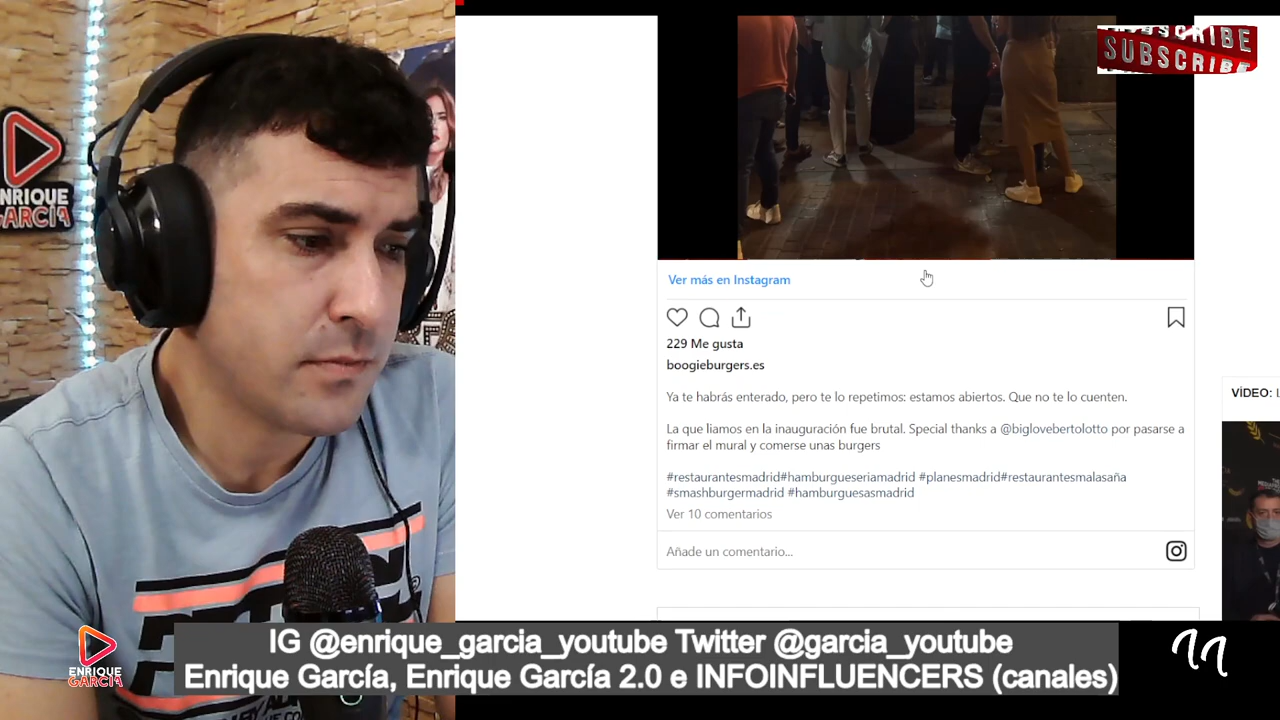 SUBSCRIBE
ENRIQUE
GARCÍA
Ver más en Instagram
229 Me gusta
boogieburgers.es
Ya te habrás enterado, pero te lo repetimos: estamos abiertos. Que no te lo cuenten.
La que liamos en la inauguración fue brutal. Special thanks a @biglovebertolotto por pasarse a
firmar el mural y comerse unas burgers
#restaurantesmadrid#hamburgueseriamadrid #planesmadrid#restaurantesmalasaña
#smashburgermadrid #hamburguesasmadrid
Ver 10 comentarios
Añade un comentario...
VÍDEO: L
IG @enrique_garcia_youtube Twitter @garcia_youtube
Enrique García, Enrique García 2.0 e INFOINFLUENCERS (canales)
ENRIQUE
GARCÍA